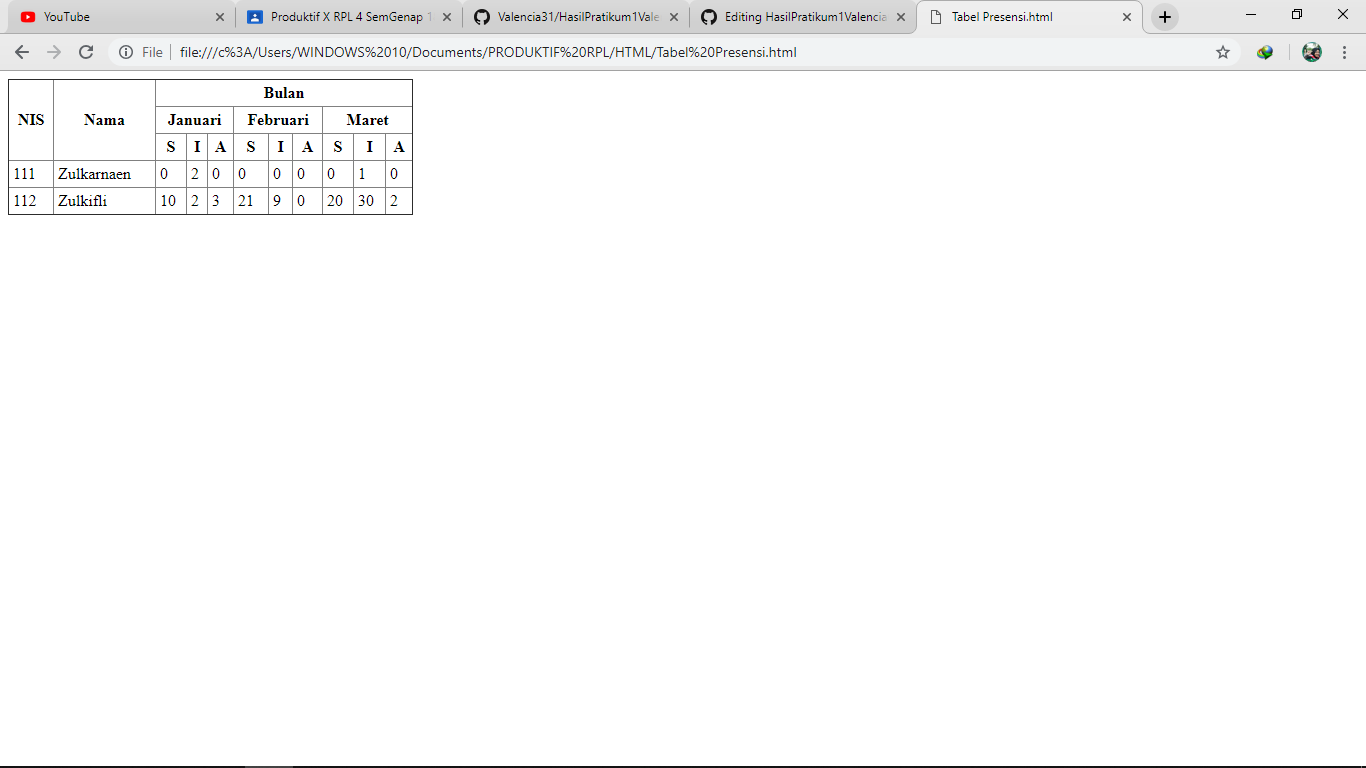 YouTube
Produktif X RPL 4 SemGenap 1
Valencia31/HasilPratikum1Vale
Editing HasilPratikum1Valencia
Tabel Presensi.html
File file:///c%3A/Users/WINDOWS%2010/Documents/PRODUKTIF%20RPL/HTML/Tabel%20Presensi.html
NIS Nama Bulan
Januari Februari Maret
S I A S I A S I A
111 Zulkarnaen 0 2 0 0 0 0 0 1 0
112 Zulkifli 10 2 3 21 9 0 20 30 2